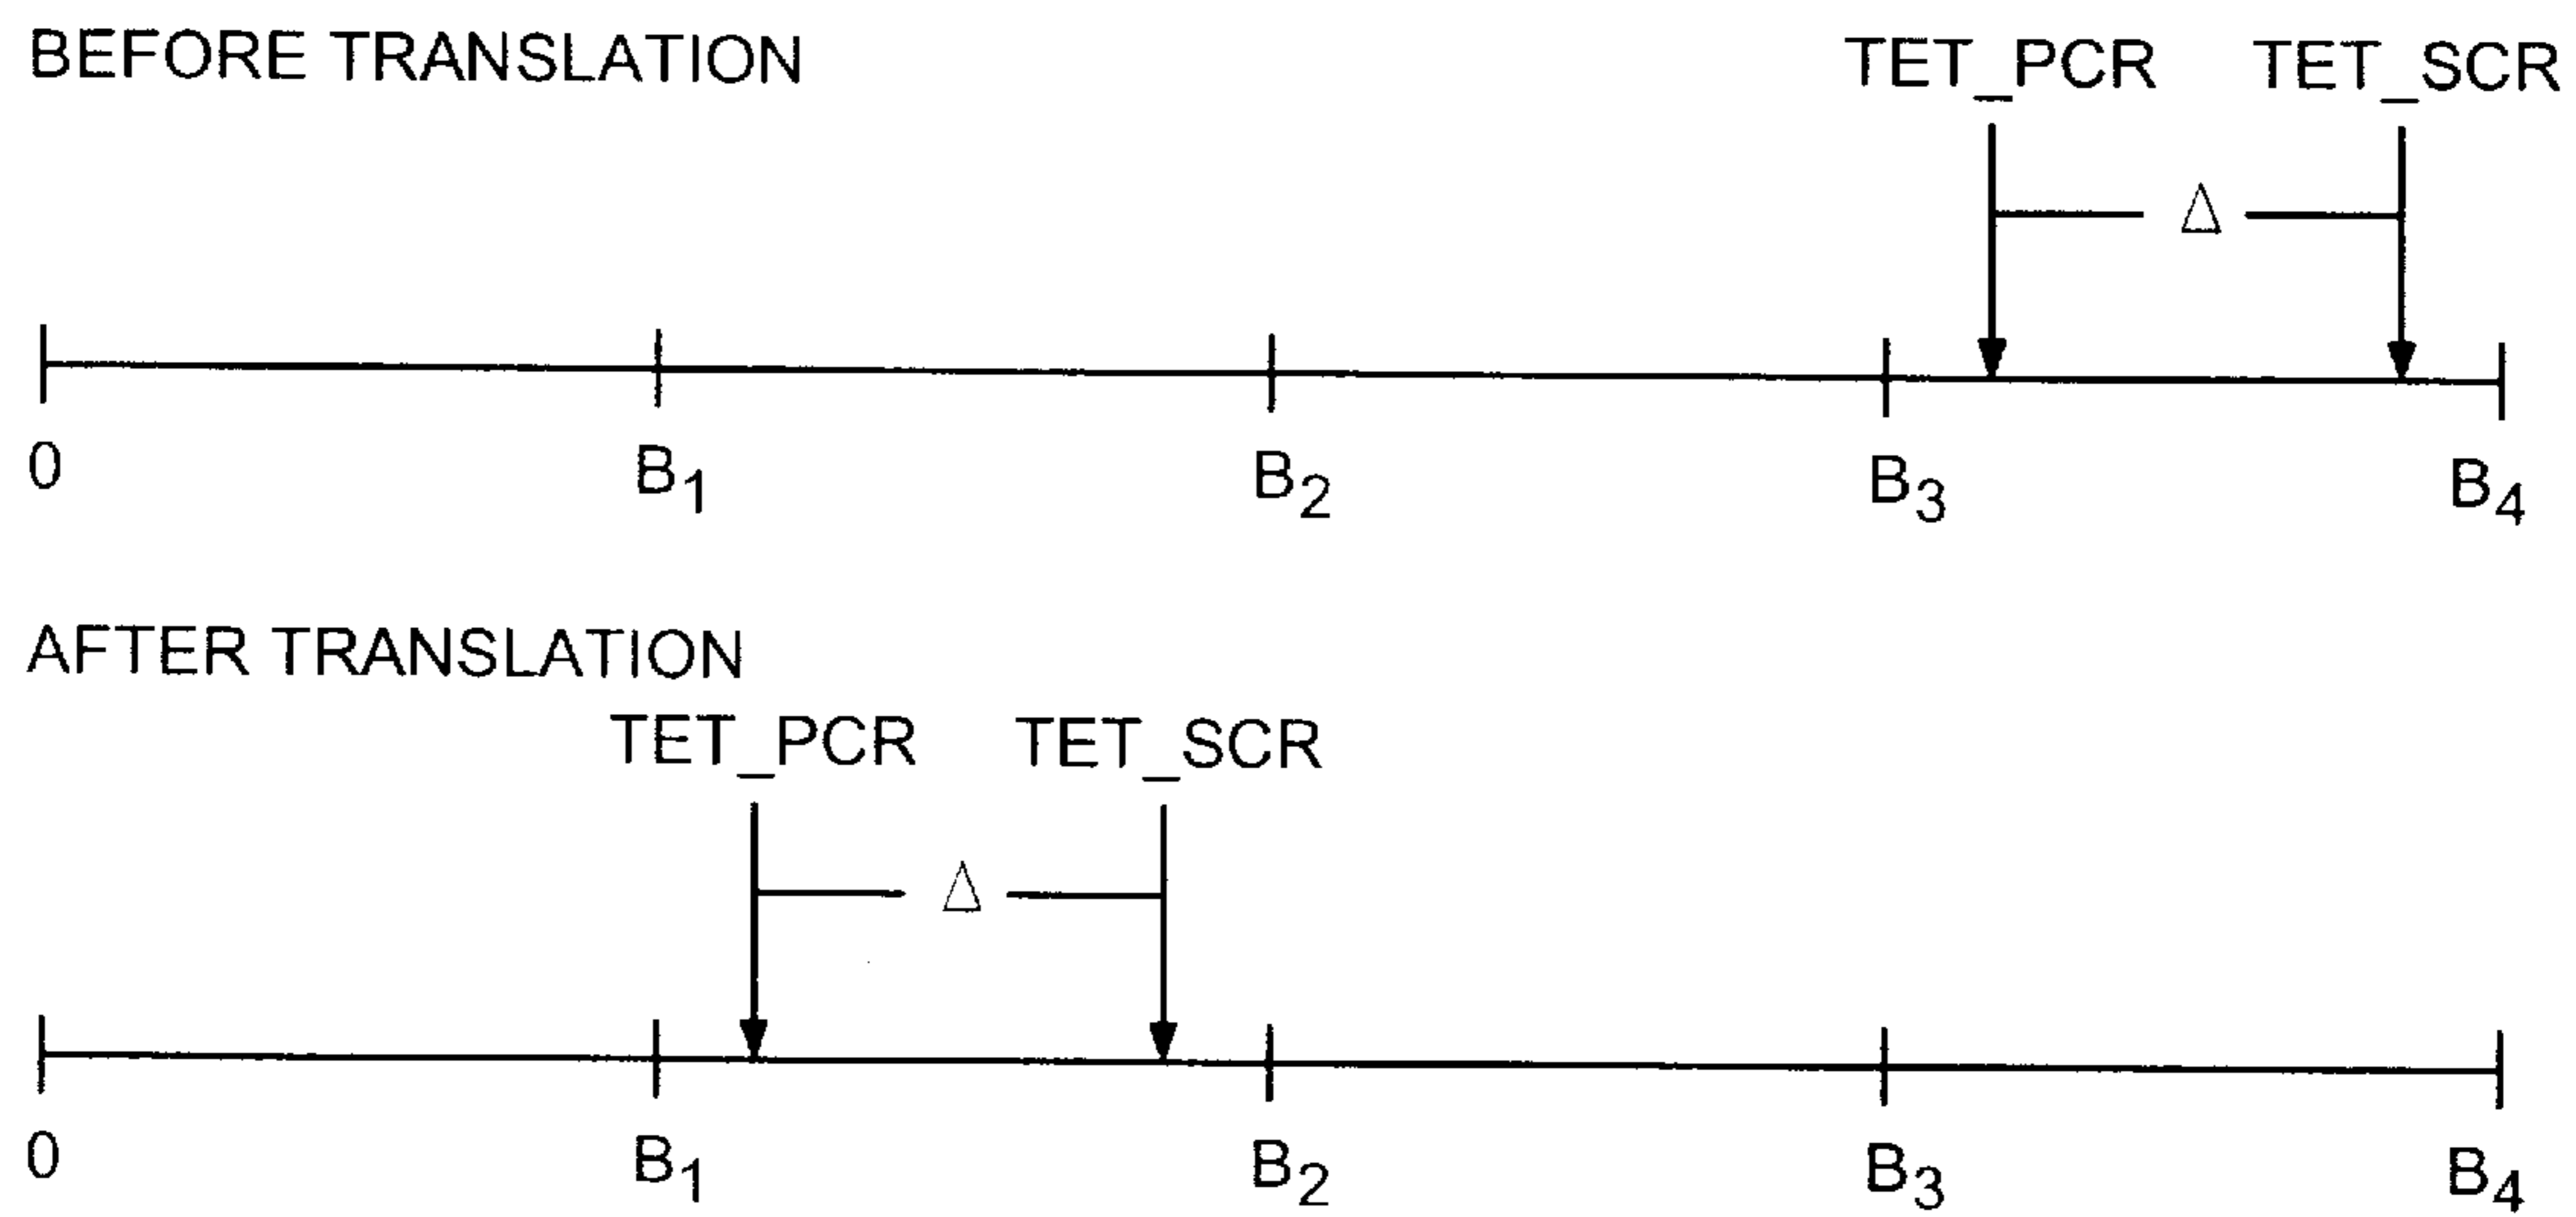 BEFORE TRANSLATION
TET_PCR TET_SCR
Δ
0 B1 B2 B3 B4
AFTER TRANSLATION
TET_PCR TET_SCR
Δ
0 B1 B2 B3 B4